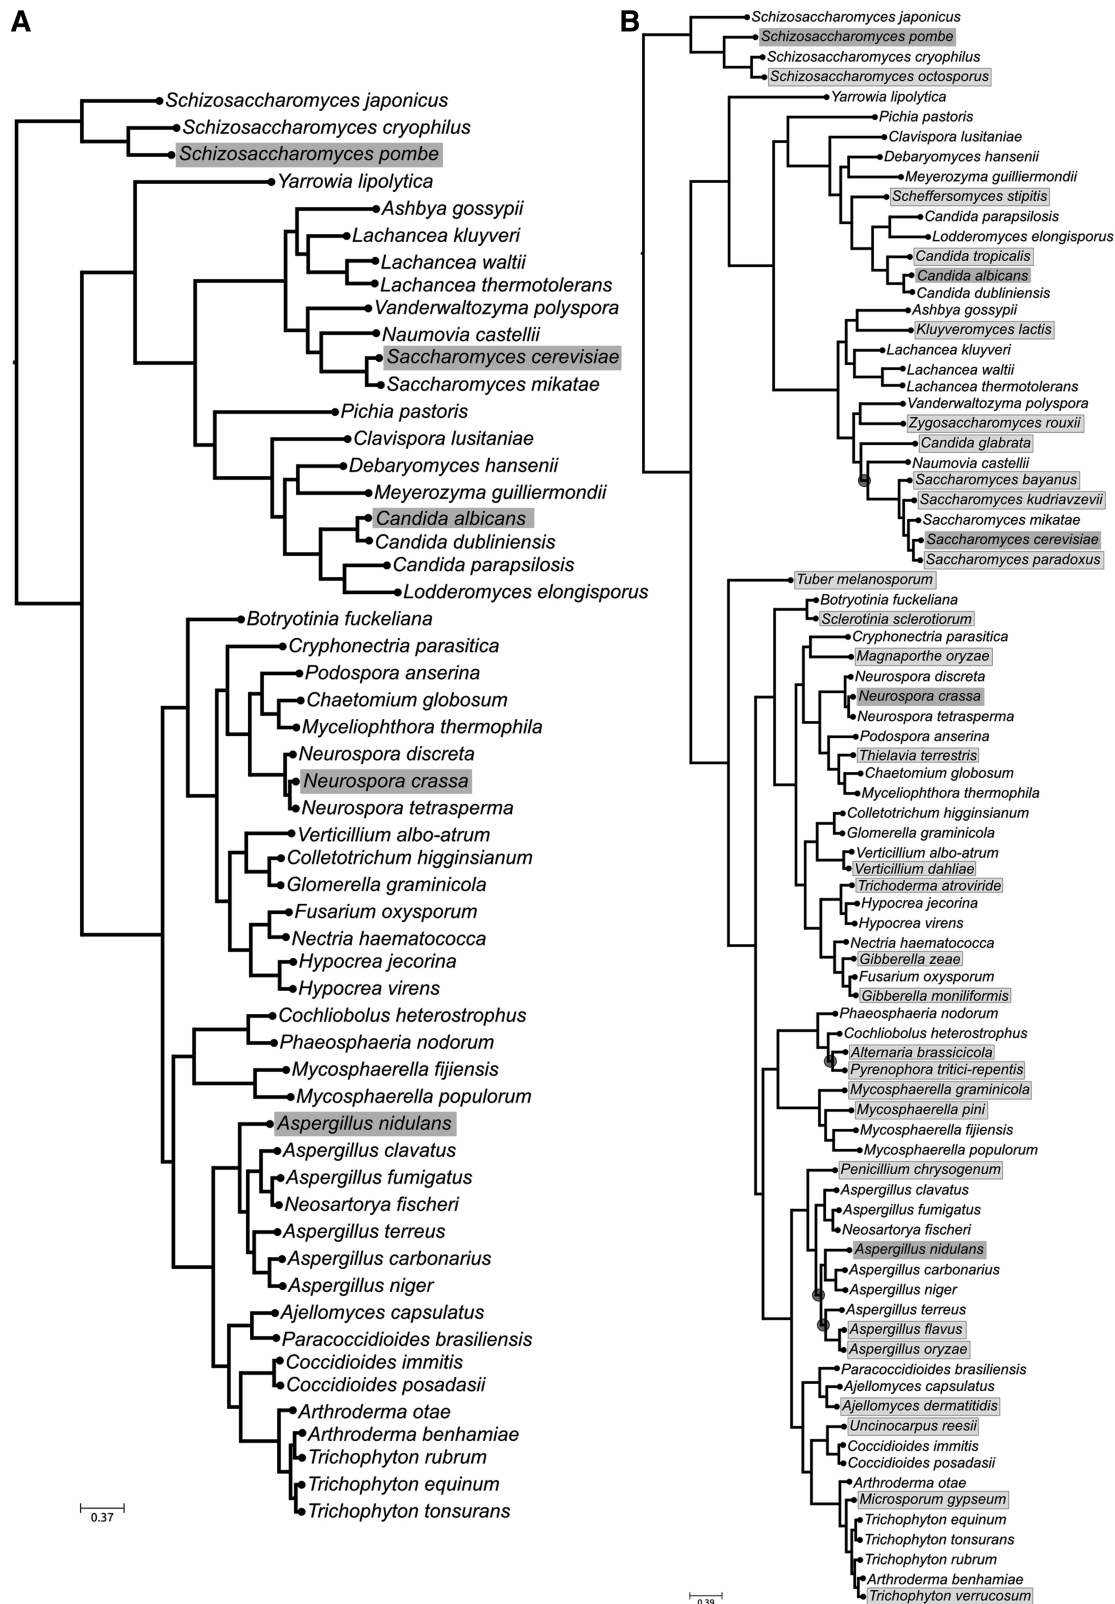 A
Schizosaccharomyces japonicus
Schizosaccharomyces cryophilus
Schizosaccharomyces pombe
Yarrowia lipolytica
Ashbya gossypii
Lachancea kluyveri
Lachancea waltii
Lachancea thermotolerans
Vanderwaltozyma polyspora
Naumovia castellii
Saccharomyces cerevisiae
Saccharomyces mikatae
Pichia pastoris
Clavispora lusitaniae
Debaryomyces hansenii
Meyerozyma guilliermondii
Candida albicans
Candida dubliniensis
Candida parapsilosis
Lodderomyces elongisporus
Botryotinia fuckeliana
Cryphonectria parasitica
Podospora anserina
Chaetomium globosum
Myceliophthora thermophila
Neurospora discreta
Neurospora crassa
Neurospora tetrasperma
Verticillium albo-atrum
Colletotrichum higginsianum
Glomerella graminicola
Fusarium oxysporum
Nectria haematococca
Hypocrea jecorina
Hypocrea virens
Cochliobolus heterostrophus
Phaeosphaeria nodorum
Mycosphaerella fijiensis
Mycosphaerella populorum
Aspergillus nidulans
Aspergillus clavatus
Aspergillus fumigatus
Neosartorya fischeri
Aspergillus terreus
Aspergillus carbonarius
Aspergillus niger
Ajellomyces capsulatus
Paracoccidioides brasiliensis
Coccidioides immitis
Coccidioides posadasii
Arthroderma otae
Arthroderma benhamiae
Trichophyton rubrum
Trichophyton equinum
Trichophyton tonsurans
0.37
B
Schizosaccharomyces japonicus
Schizosaccharomyces pombe
Schizosaccharomyces cryophilus
Schizosaccharomyces octosporus
Yarrowia lipolytica
Pichia pastoris
Clavispora lusitaniae
Debaryomyces hansenii
Meyerozyma guilliermondii
Scheffersomyces stipitis
Candida parapsilosis
Lodderomyces elongisporus
Candida tropicalis
Candida albicans
Candida dubliniensis
Ashbya gossypii
Kluyveromyces lactis
Lachancea kluyveri
Lachancea waltii
Lachancea thermotolerans
Vanderwaltozyma polyspora
Zygosaccharomyces rouxii
Candida glabrata
Naumovia castellii
Saccharomyces bayanus
Saccharomyces kudriavzevii
Saccharomyces mikatae
Saccharomyces cerevisiae
Saccharomyces paradoxus
Tuber melanosporum
Botryotinia fuckeliana
Sclerotinia sclerotiorum
Cryphonectria parasitica
Magnaporthe oryzae
Neurospora discreta
Neurospora crassa
Neurospora tetrasperma
Podospora anserina
Thielavia terrestris
Chaetomium globosum
Myceliophthora thermophila
Colletotrichum higginsianum
Glomerella graminicola
Verticillium albo-atrum
Verticillium dahliae
Trichoderma atroviride
Hypocrea jecorina
Hypocrea virens
Nectria haematococca
Gibberella zeae
Fusarium oxysporum
Gibberella moniliformis
Phaeosphaeria nodorum
Cochliobolus heterostrophus
Alternaria brassicicola
Pyrenophora tritici-repentis
Mycosphaerella graminicola
Mycosphaerella pini
Mycosphaerella fijiensis
Mycosphaerella populorum
Penicillium chrysogenum
Aspergillus clavatus
Aspergillus fumigatus
Neosartorya fischeri
Aspergillus nidulans
Aspergillus carbonarius
Aspergillus niger
Aspergillus terreus
Aspergillus flavus
Aspergillus oryzae
Paracoccidioides brasiliensis
Ajellomyces capsulatus
Ajellomyces dermatitidis
Uncinocarpus reesii
Coccidioides immitis
Coccidioides posadasii
Arthroderma otae
Microsporum gypseum
Trichophyton equinum
Trichophyton tonsurans
Trichophyton rubrum
Arthroderma benhamiae
Trichophyton verrucosum
0.39